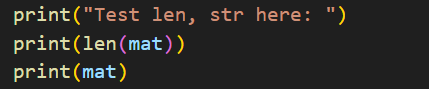 print("Test len, str here: ")
print(len(mat))
print(mat)